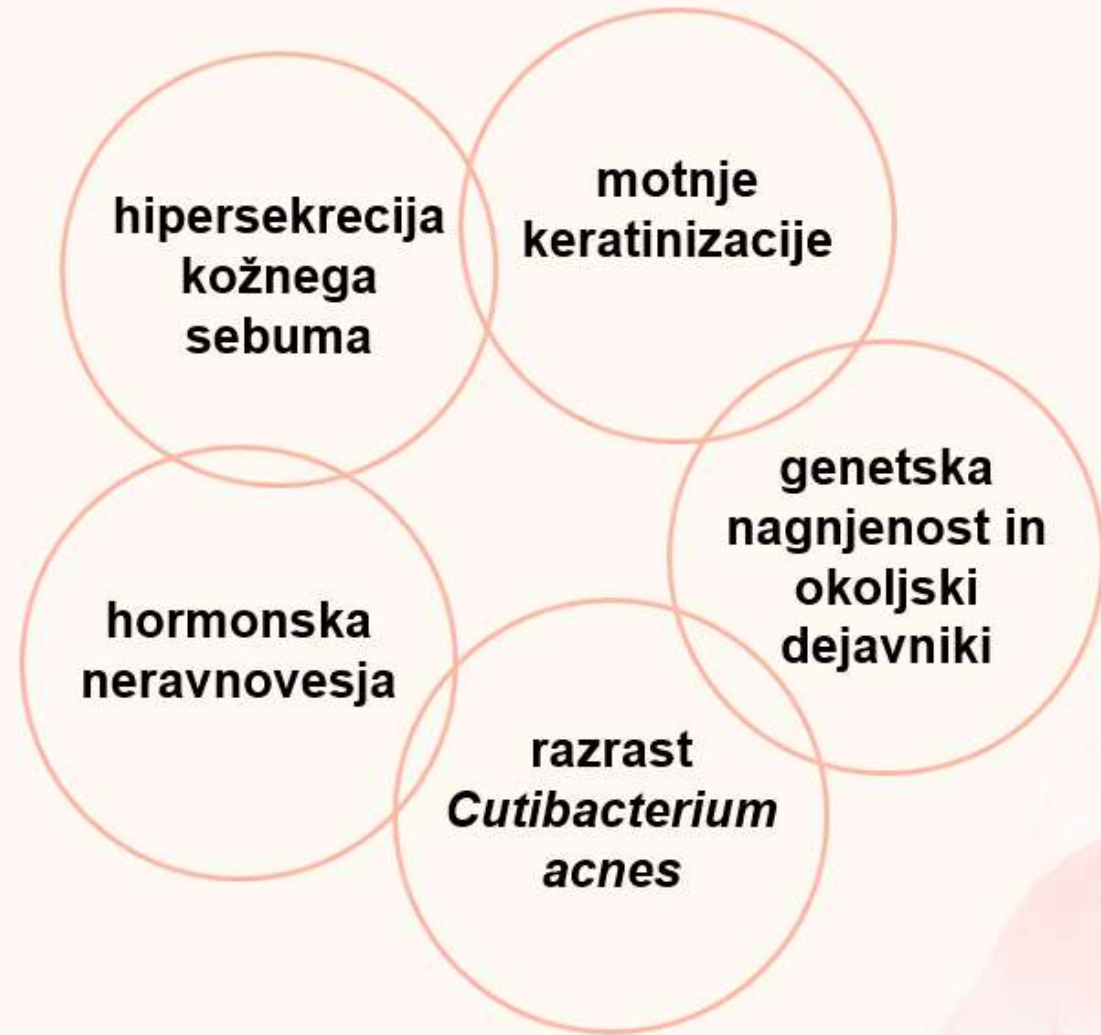 hipersekrecija
kožnega
sebuma
motnje
keratinizacije
genetska
nagnjenost in
okoljski
dejavniki
hormonska
neravnovesja
razrast
Cutibacterium
acnes